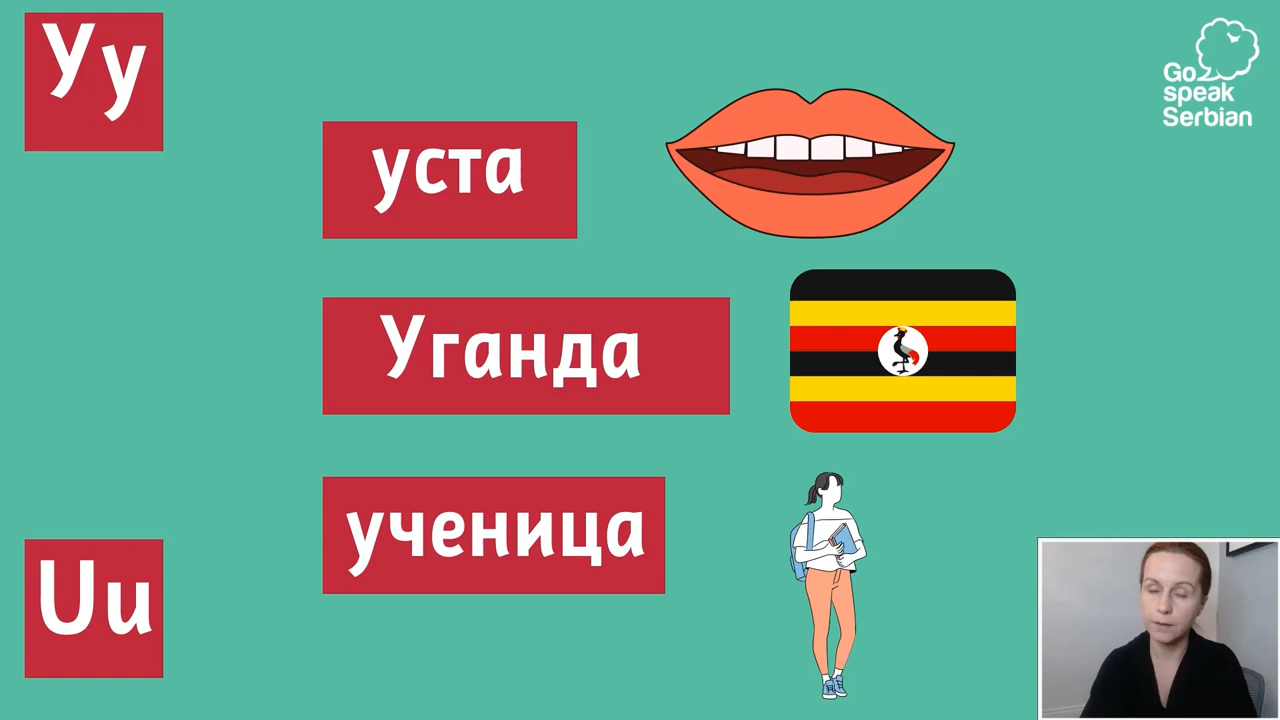 Уу
Go
speak
Serbian
уста
Уганда
ученица
Uu